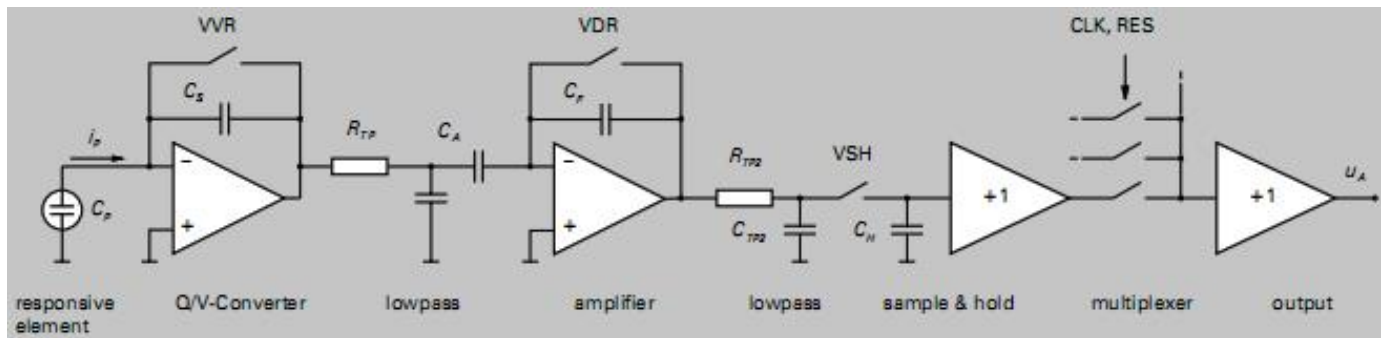 VVR
VDR
CLK, RES
C_S
C_F
R_TP
C_A
i_p
R_TP2
VSH
u_A
−
−
+1
+1
C_p
+
+
C_TP2
C_H
responsive element
Q/V-Converter
lowpass
amplifier
lowpass
sample & hold
multiplexer
output